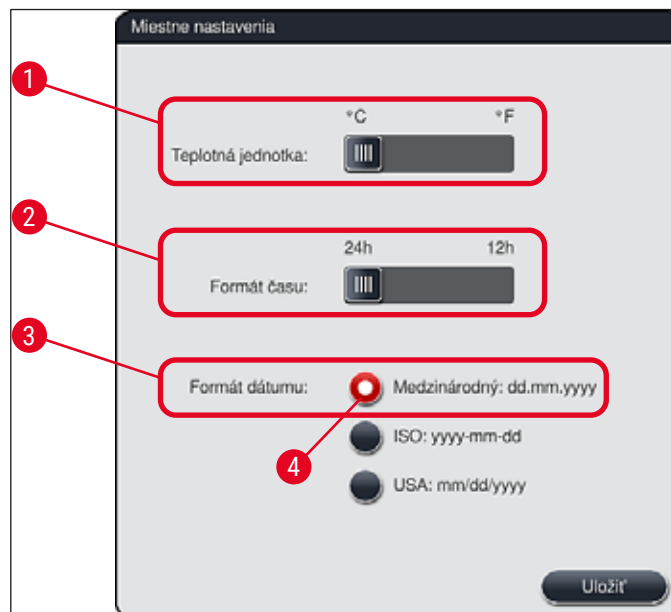 Miestne nastavenia
1
°C °F
Teplotná jednotka:
2
24h 12h
Formát času:
3
Formát dátumu: Medzinárodný: dd.mm.yyyy
4
ISO: yyyy-mm-dd
USA: mm/dd/yyyy
Uložiť